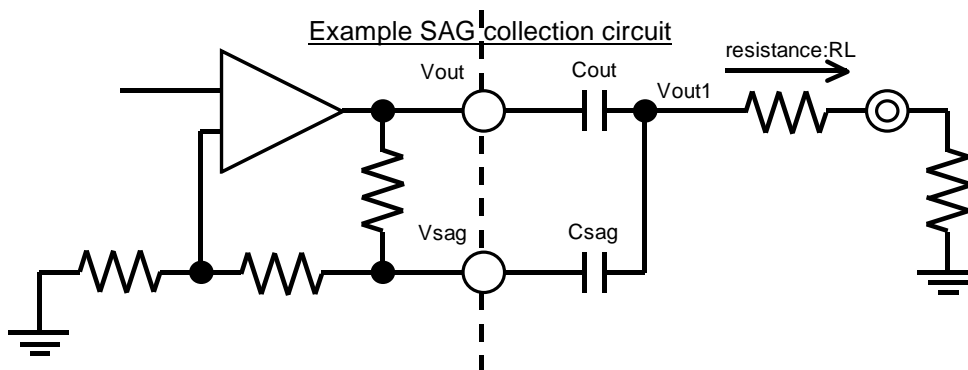 Example SAG collection circuit
resistance:RL
Vout
Cout
Vout1
Vsag
Csag